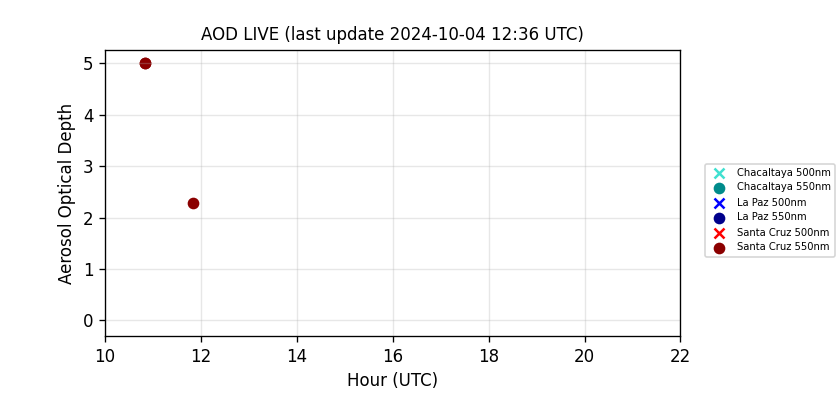 AOD LIVE (last update 2024-10-04 12:36 UTC)
Aerosol Optical Depth
5
4
3
2
1
0
10 12 14 16 18 20 22
Hour (UTC)
Chacaltaya 500nm
Chacaltaya 550nm
La Paz 500nm
La Paz 550nm
Santa Cruz 500nm
Santa Cruz 550nm